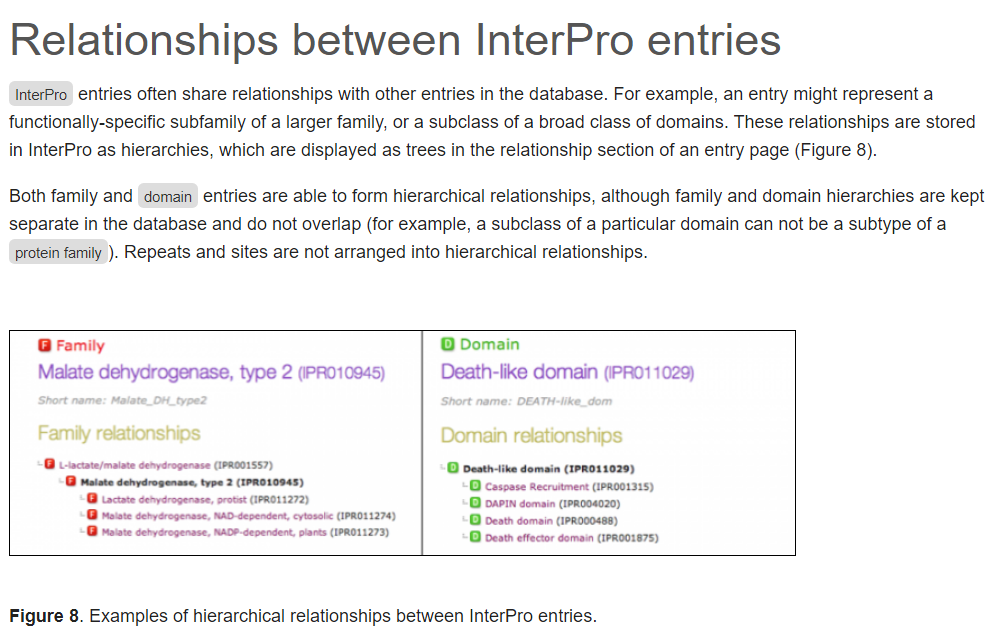 Relationships between InterPro entries
InterPro entries often share relationships with other entries in the database. For example, an entry might represent a
functionally-specific subfamily of a larger family, or a subclass of a broad class of domains. These relationships are stored
in InterPro as hierarchies, which are displayed as trees in the relationship section of an entry page (Figure 8).
Both family and domain entries are able to form hierarchical relationships, although family and domain hierarchies are kept
separate in the database and do not overlap (for example, a subclass of a particular domain can not be a subtype of a
protein family ). Repeats and sites are not arranged into hierarchical relationships.
F Family
Malate dehydrogenase, type 2 (IPR010945)
Short name: Malate_DH_type2
Family relationships
F L-lactate/malate dehydrogenase (IPR001557)
F Malate dehydrogenase, type 2 (IPR010945)
F Lactate dehydrogenase, protist (IPR011272)
F Malate dehydrogenase, NAD-dependent, cytosolic (IPR011274)
F Malate dehydrogenase, NADP-dependent, plants (IPR011273)
D Domain
Death-like domain (IPR011029)
Short name: DEATH-like_dom
Domain relationships
D Death-like domain (IPR011029)
D Caspase Recruitment (IPR001315)
D DAPIN domain (IPR004020)
D Death domain (IPR000488)
D Death effector domain (IPR001875)
Figure 8. Examples of hierarchical relationships between InterPro entries.